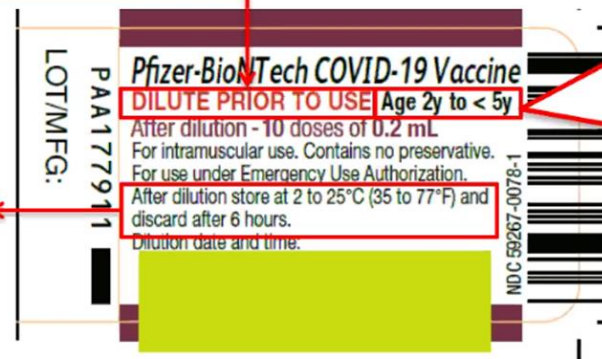 LOT/MFG:
PAA177911
Pfizer-BioNTech COVID-19 Vaccine
DILUTE PRIOR TO USE Age 2y to < 5y
After dilution - 10 doses of 0.2 mL
For intramuscular use. Contains no preservative.
For use under Emergency Use Authorization.
After dilution store at 2 to 25°C (35 to 77°F) and
discard after 6 hours.
Dilution date and time:
NDC 59267-0078-1